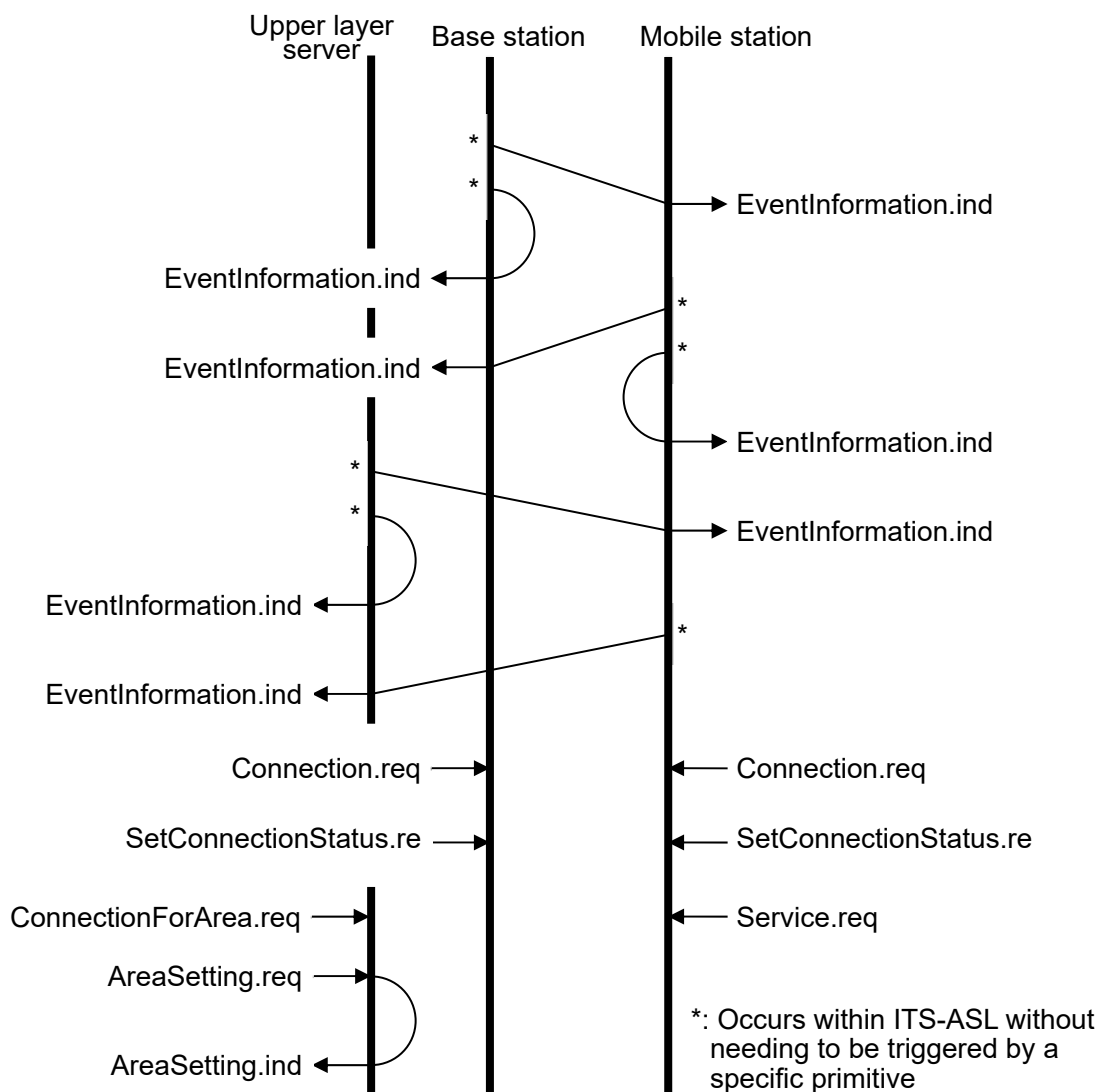 Upper layer
server
Base station
Mobile station
*
*
EventInformation.ind
EventInformation.ind
*
EventInformation.ind
*
EventInformation.ind
*
*
EventInformation.ind
EventInformation.ind
*
EventInformation.ind
Connection.req
Connection.req
SetConnectionStatus.re
SetConnectionStatus.re
ConnectionForArea.req
Service.req
AreaSetting.req
AreaSetting.ind
*: Occurs within ITS-ASL without
needing to be triggered by a
specific primitive